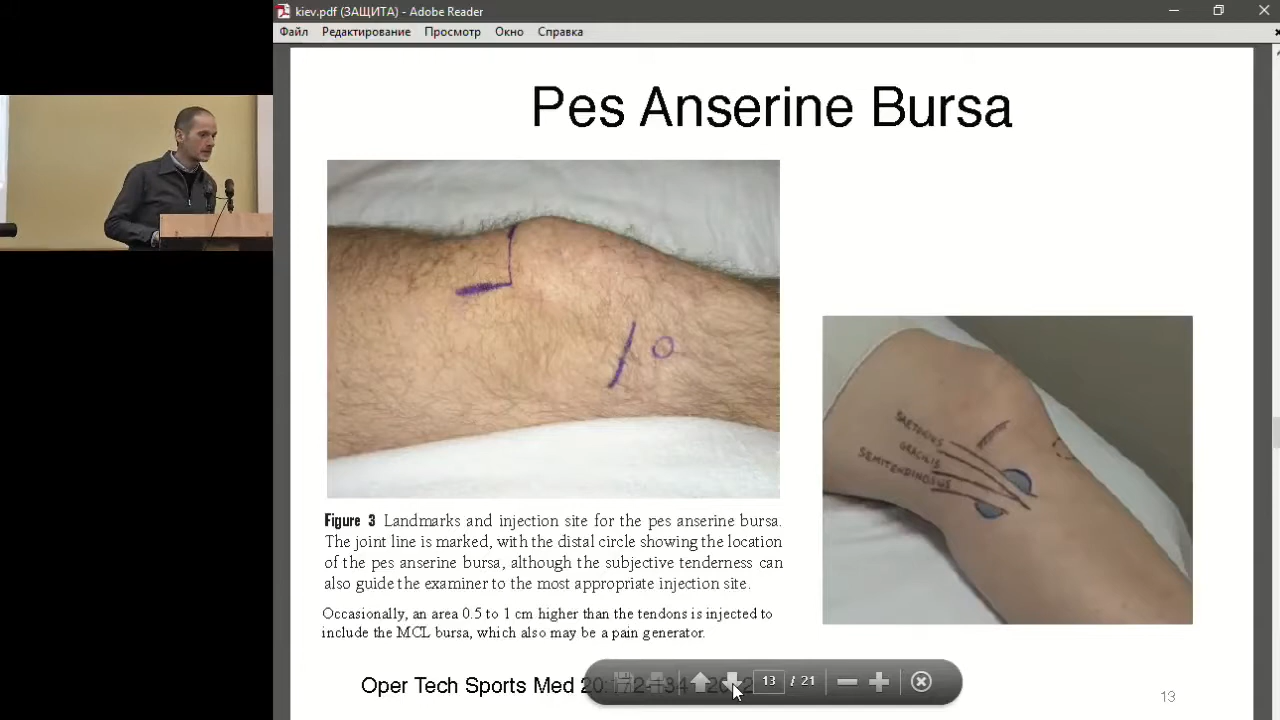 kiev.pdf (ЗАЩИТА) - Adobe Reader
Файл Редактирование Просмотр Окно Справка
Pes Anserine Bursa
SARTORIUS
GRACILIS
SEMITENDINOSUS
Figure 3 Landmarks and injection site for the pes anserine bursa.
The joint line is marked, with the distal circle showing the location
of the pes anserine bursa, although the subjective tenderness can
also guide the examiner to the most appropriate injection site.
Occasionally, an area 0.5 to 1 cm higher than the tendons is injected to
include the MCL bursa, which also may be a pain generator.
Oper Tech Sports Med
13 / 21
13